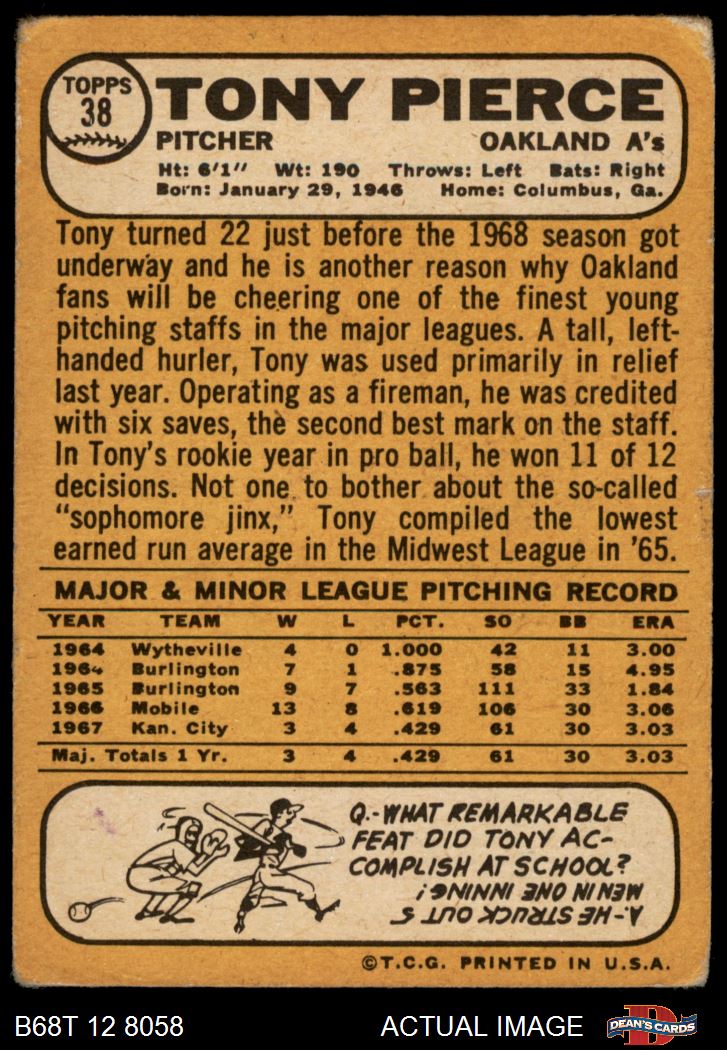 TOPPS
38
TONY PIERCE
PITCHER OAKLAND A's
Ht: 6'1" Wt: 190 Throws: Left Bats: Right
Born: January 29, 1946 Home: Columbus, Ga.
Tony turned 22 just before the 1968 season got
underway and he is another reason why Oakland
fans will be cheering one of the finest young
pitching staffs in the major leagues. A tall, left-
handed hurler, Tony was used primarily in relief
last year. Operating as a fireman, he was credited
with six saves, the second best mark on the staff.
In Tony's rookie year in pro ball, he won 11 of 12
decisions. Not one to bother about the so-called
"sophomore jinx," Tony compiled the lowest
earned run average in the Midwest League in '65.
MAJOR & MINOR LEAGUE PITCHING RECORD
YEAR TEAM W L PCT. SO BB ERA
1964 Wytheville 4 0 1.000 42 11 3.00
1964 Burlington 7 1 .875 58 15 4.95
1965 Burlington 9 7 .563 111 33 1.84
1966 Mobile 13 8 .619 106 30 3.06
1967 Kan. City 3 4 .429 61 30 3.03
Maj. Totals 1 Yr. 3 4 .429 61 30 3.03
Q.-WHAT REMARKABLE
FEAT DID TONY AC-
COMPLISH AT SCHOOL?
A.-HE STRUCK OUT 5
MEN IN ONE INNING!
©T.C.G. PRINTED IN U.S.A.
B68T 12 8058 ACTUAL IMAGE
D
DEAN'S CARDS